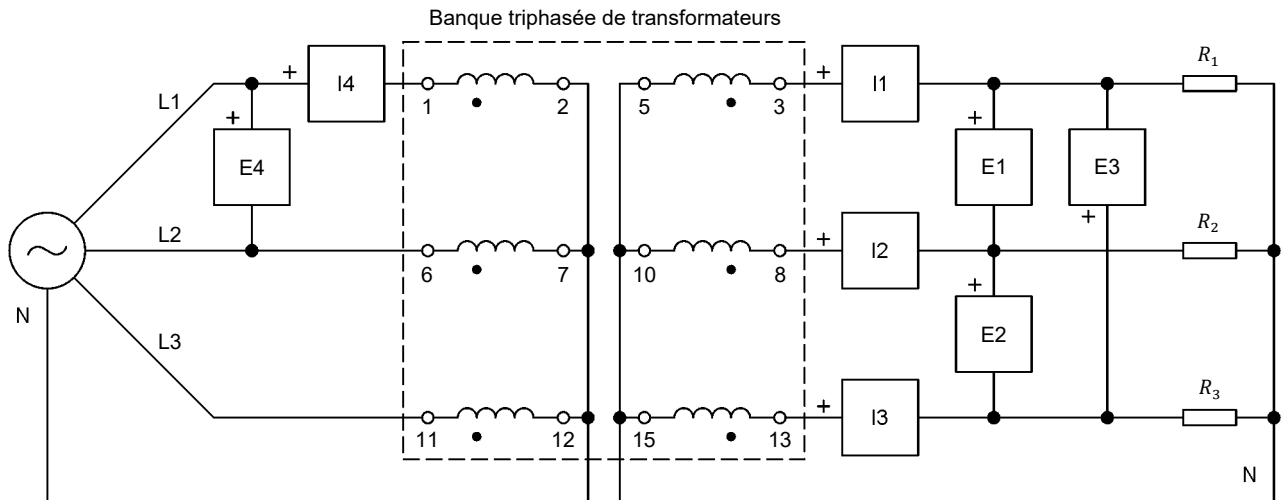 Banque triphasée de transformateurs
L1
+
I4
1
2
5
3
+
I1
R₁
+
E4
+
E1
E3
+
L2
6
7
10
8
+
I2
R₂
N
L3
+
E2
11
12
15
13
+
I3
R₃
N